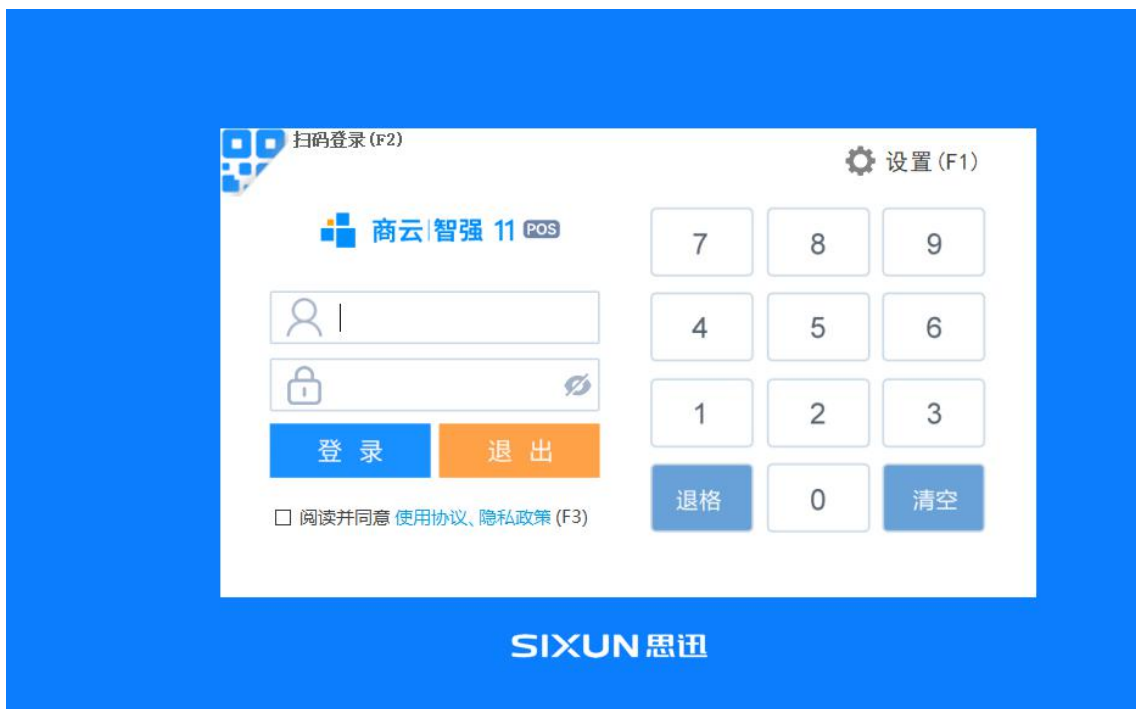 扫码登录(F2)
设置(F1)
商云|智强 11 POS
7 8 9
4 5 6
1 2 3
退格 0 清空
登 录 退 出
阅读并同意 使用协议、隐私政策 (F3)
SIXUN思迅